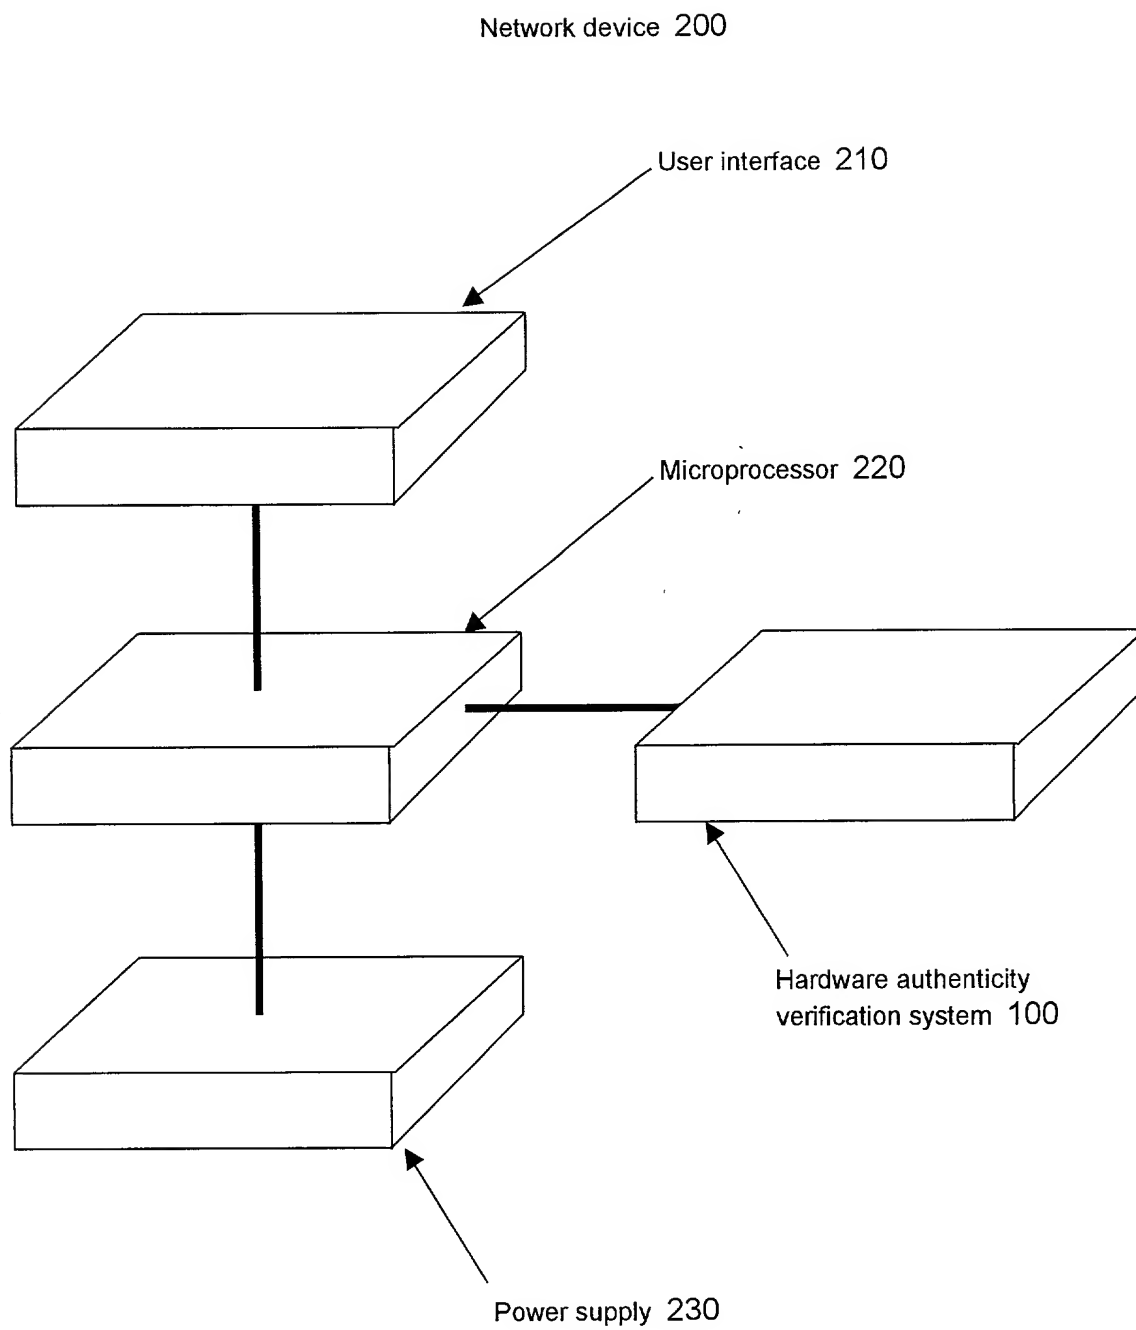 Network device 200
User interface 210
Microprocessor 220
Hardware authenticity
verification system 100
Power supply 230